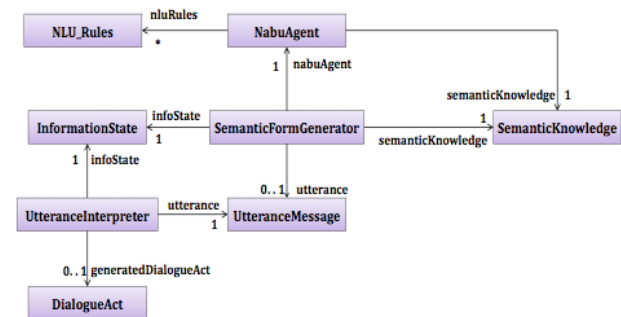 nluRules
NLU_Rules
*
NabuAgent
1
nabuAgent
semanticKnowledge 1
infoState
InformationState
1
SemanticFormGenerator
1
semanticKnowledge
SemanticKnowledge
1 infoState
0..1 utterance
utterance
UtteranceInterpreter
1
UtteranceMessage
0..1 generatedDialogueAct
DialogueAct